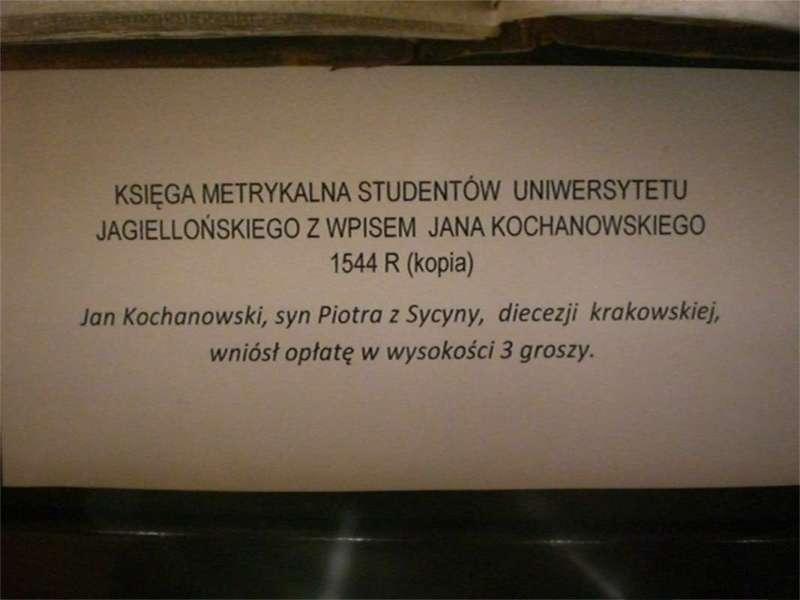 KSIĘGA METRYKALNA STUDENTÓW UNIWERSYTETU
JAGIELLOŃSKIEGO Z WPISEM JANA KOCHANOWSKIEGO
1544 R (kopia)
Jan Kochanowski, syn Piotra z Sycyny, diecezji krakowskiej,
wniósł opłatę w wysokości 3 groszy.